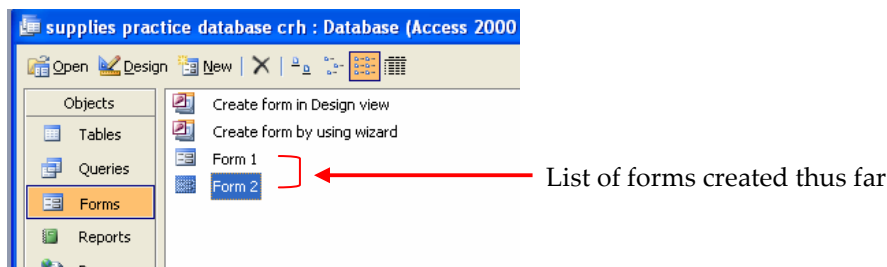 supplies practice database crh : Database (Access 2000
Open Design New
Objects
Tables
Queries
Forms
Reports
Create form in Design view
Create form by using wizard
Form 1
Form 2
List of forms created thus far